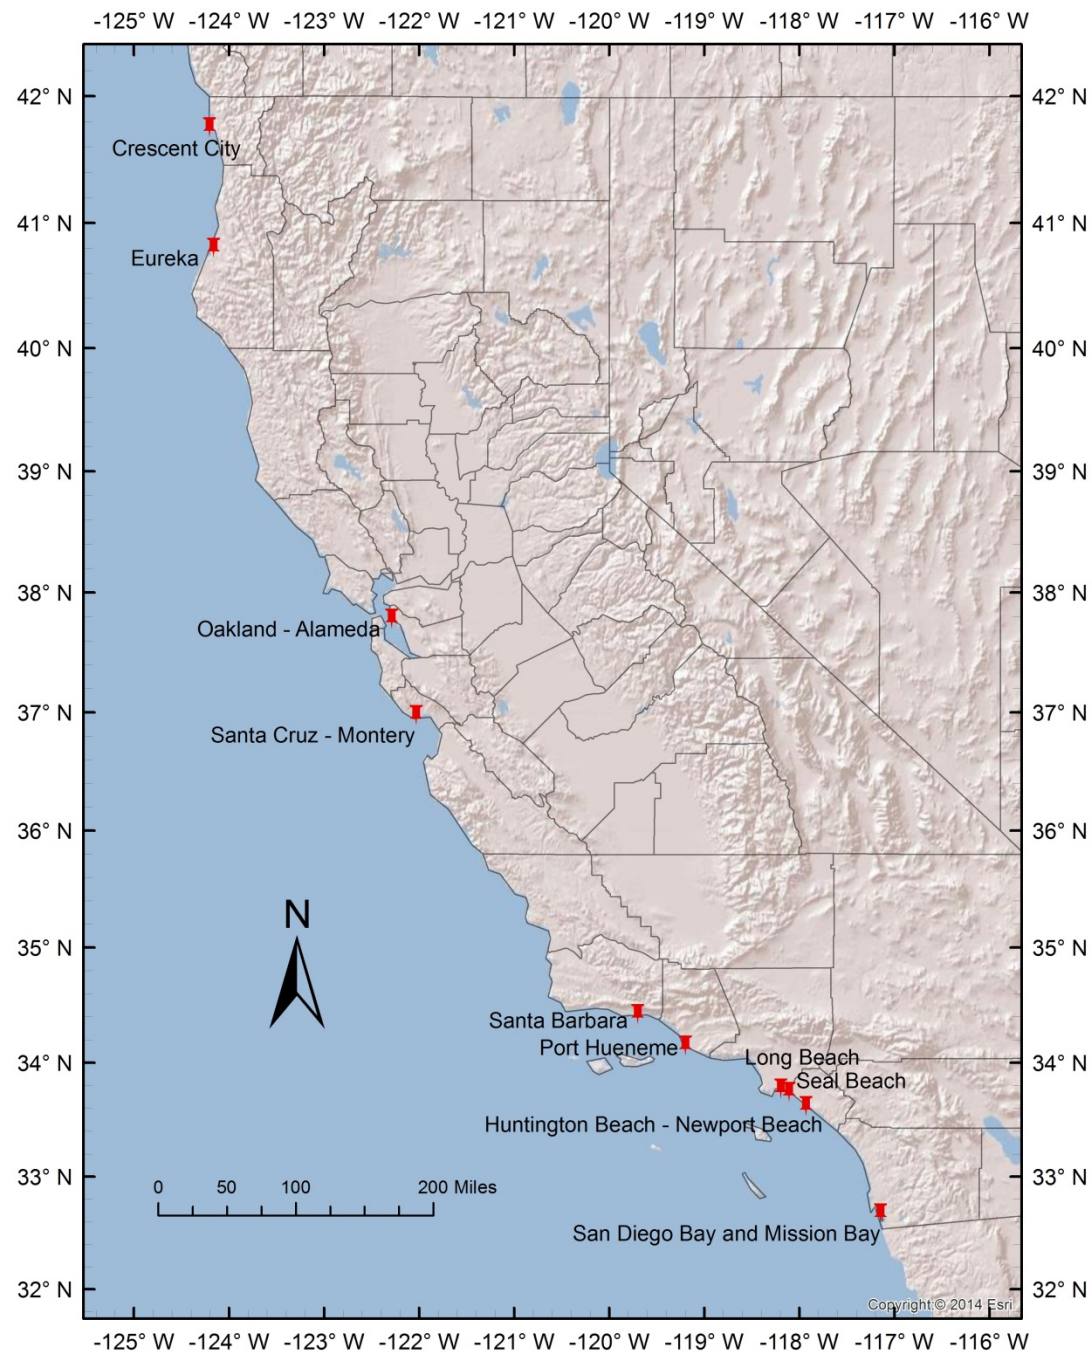 -125° W -124° W -123° W -122° W -121° W -120° W -119° W -118° W -117° W -116° W
42° N 42° N
Crescent City
41° N 41° N
Eureka
40° N 40° N
39° N 39° N
38° N 38° N
Oakland - Alameda
37° N 37° N
Santa Cruz - Montery
36° N 36° N
N
35° N 35° N
Santa Barbara
Port Hueneme
34° N 34° N
Long Beach
Seal Beach
Huntington Beach - Newport Beach
33° N 33° N
0 50 100 200 Miles
San Diego Bay and Mission Bay
32° N 32° N
Copyright:© 2014 Esri
-125° W -124° W -123° W -122° W -121° W -120° W -119° W -118° W -117° W -116° W